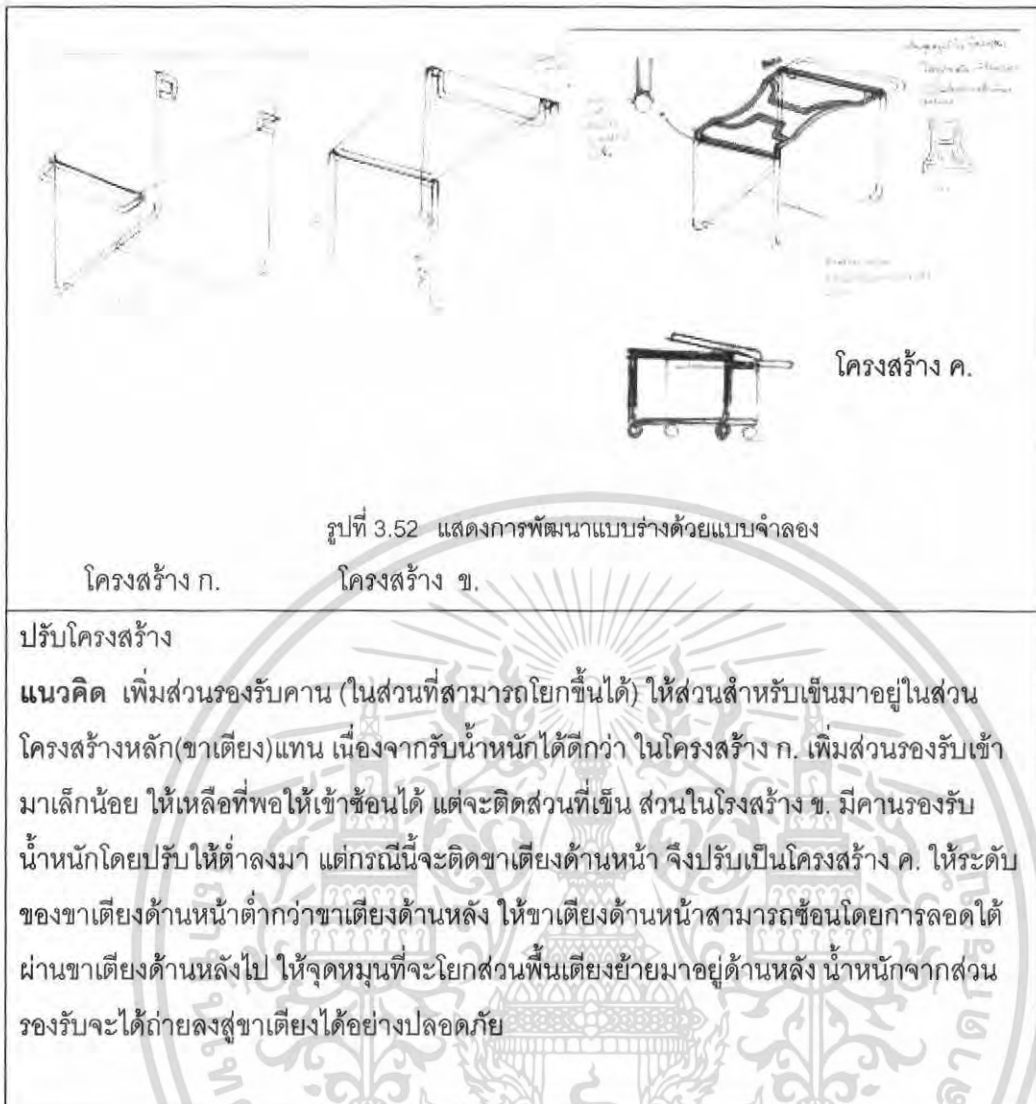 โครงสร้าง ค.
รูปที่ 3.52 แสดงการพัฒนาแบบร่างด้วยแบบจำลอง
โครงสร้าง ก. โครงสร้าง ข.
ปรับโครงสร้าง
แนวคิด เพิ่มส่วนรองรับคาน (ในส่วนที่สามารถโยกขึ้นได้) ให้ส่วนสำหรับเข็นมาอยู่ในส่วน
โครงสร้างหลัก(ขาเตียง)แทน เนื่องจากรับน้ำหนักได้ดีกว่า ในโครงสร้าง ก. เพิ่มส่วนรองรับเข้า
มาเล็กน้อย ให้เหลือที่พอให้เข้าซ้อนได้ แต่จะติดส่วนที่เข็น ส่วนในโรงสร้าง ข. มีคานรองรับ
น้ำหนักโดยปรับให้ต่ำลงมา แต่กรณีนี้จะติดขาเตียงด้านหน้า จึงปรับเป็นโครงสร้าง ค. ให้ระดับ
ของขาเตียงด้านหน้าต่ำกว่าขาเตียงด้านหลัง ให้ขาเตียงด้านหน้าสามารถซ้อนโดยการลอดใต้
ผ่านขาเตียงด้านหลังไป ให้จุดหมุนที่จะโยกส่วนพื้นเตียงย้ายมาอยู่ด้านหลัง น้ำหนักจากส่วน
รองรับจะได้ถ่ายลงสู่ขาเตียงได้อย่างปลอดภัย